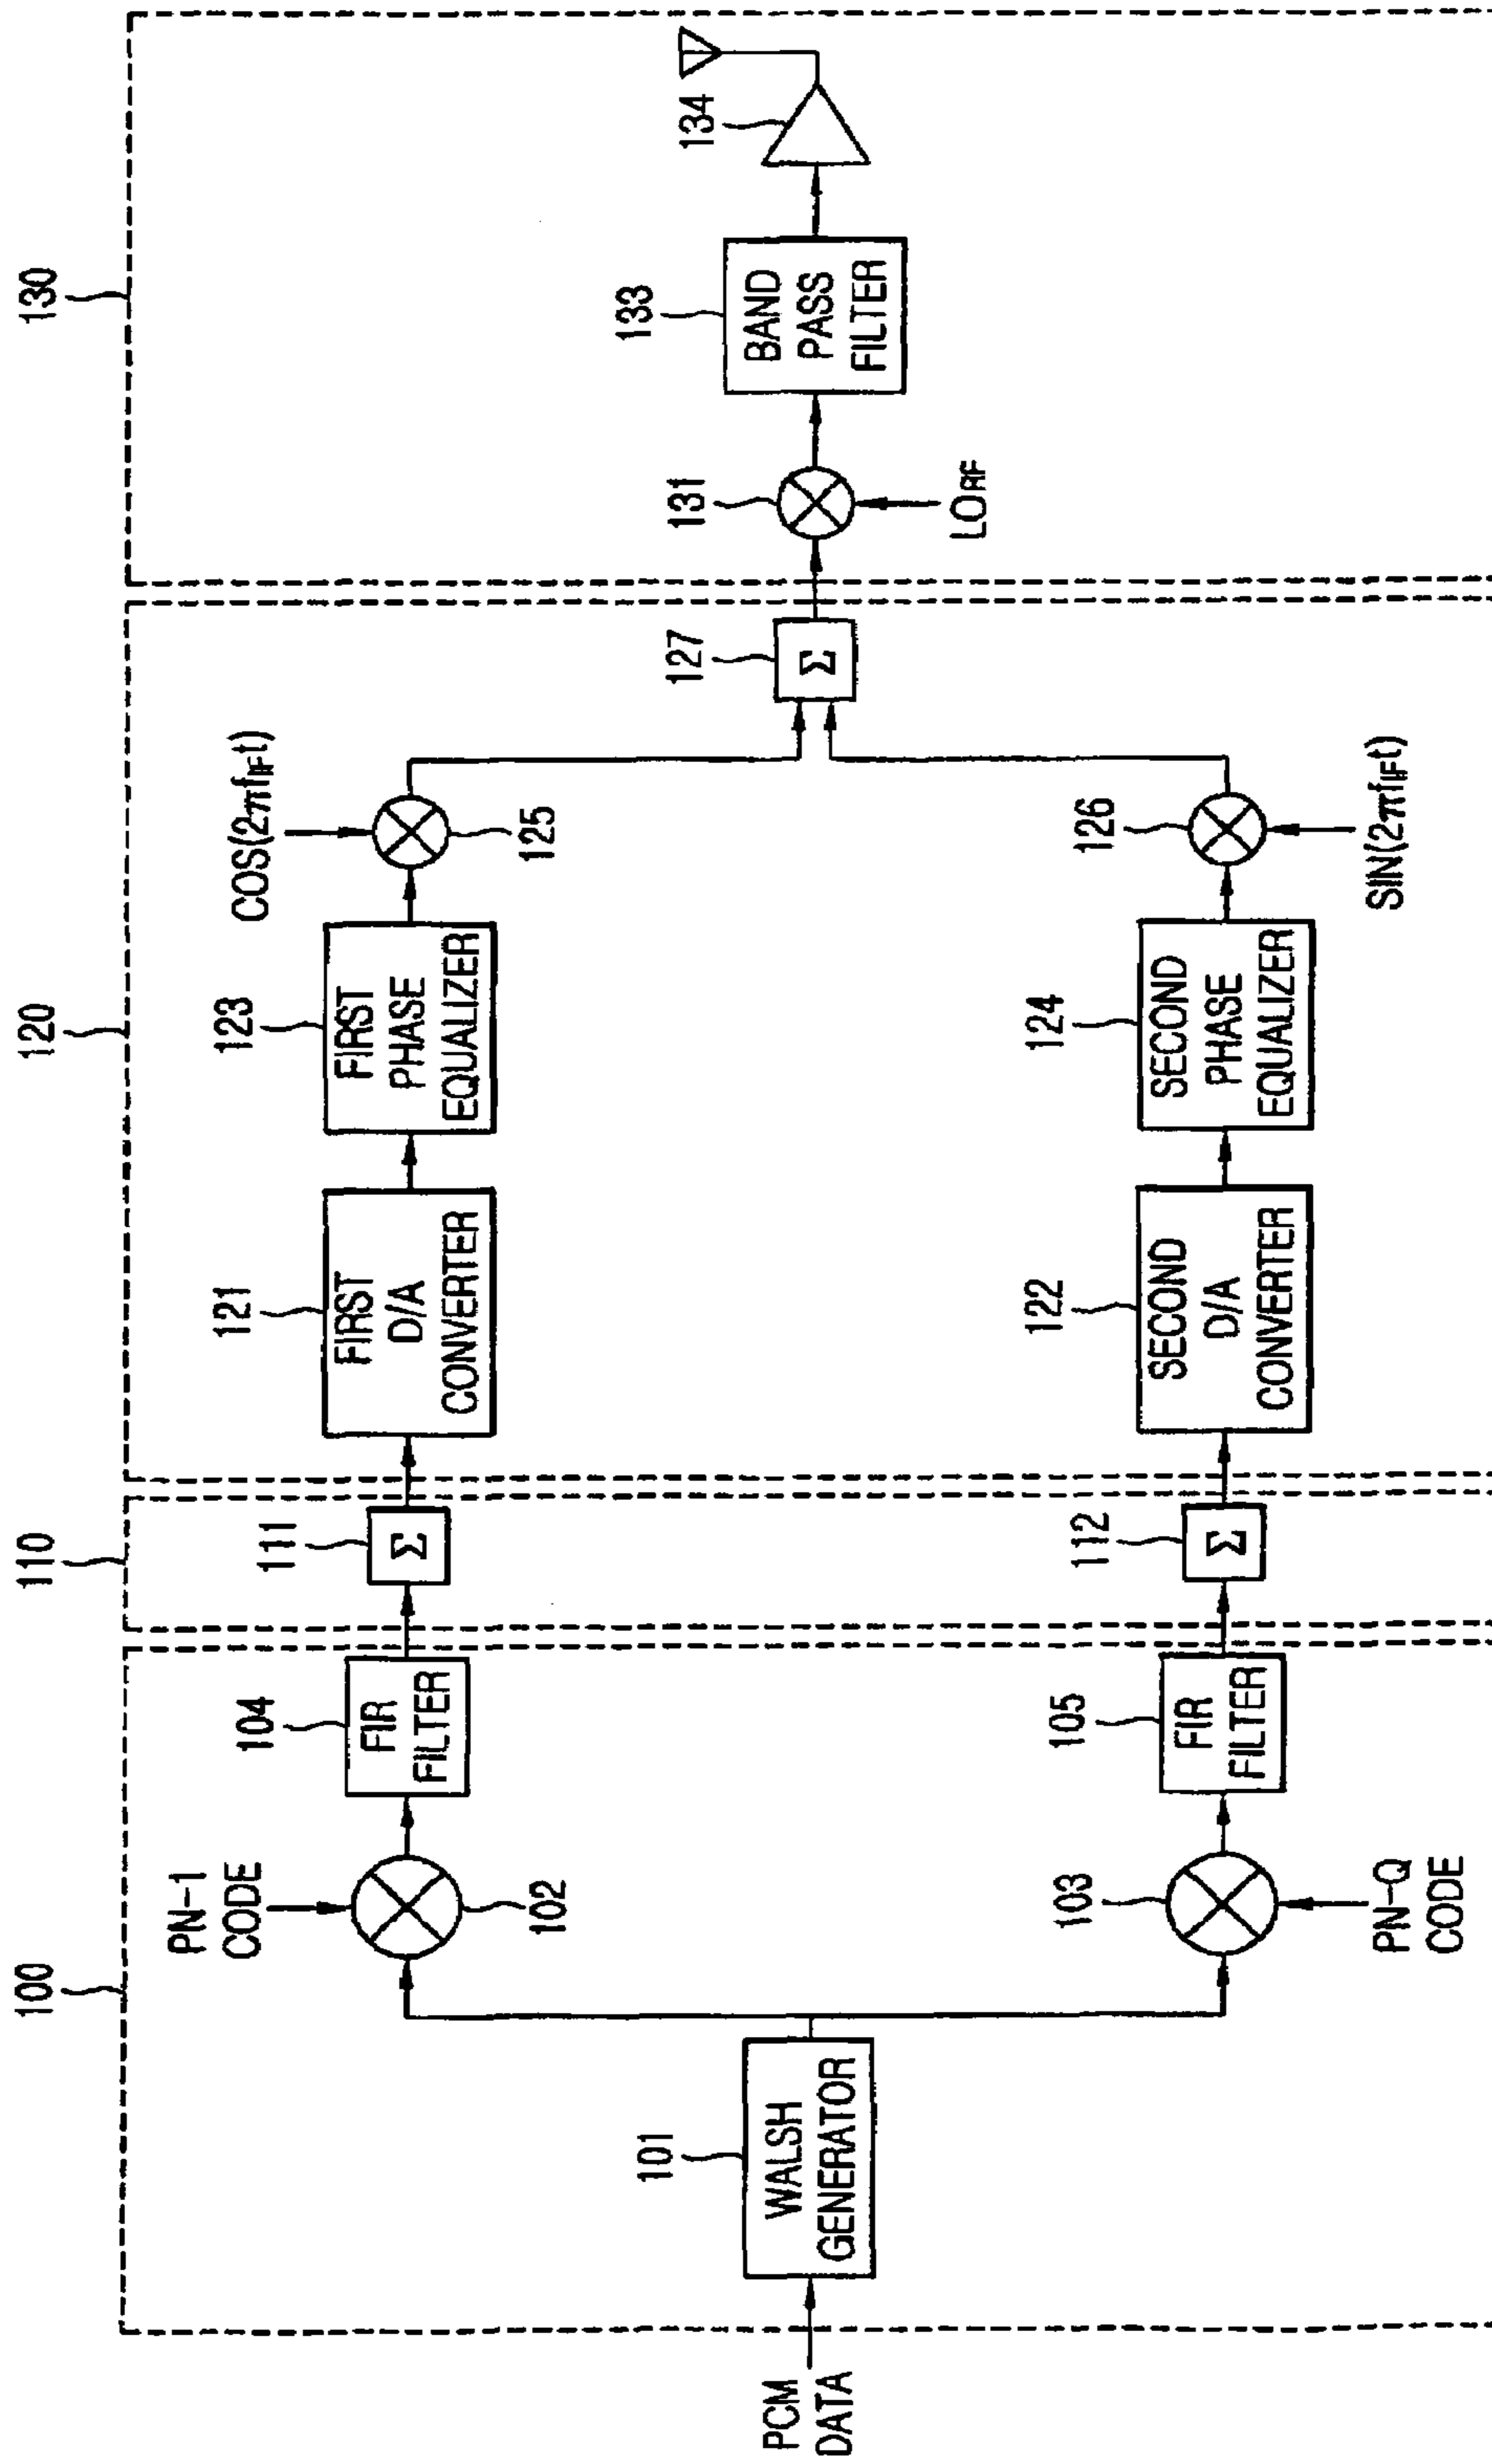 100
110
120
130
PN-1
CODE
104
FIR
FILTER
102
111
Σ
121
FIRST
D/A
CONVERTER
123
FIRST
PHASE
EQUALIZER
COS(2πfIFt)
125
PCM
DATA
101
WALSH
GENERATOR
127
Σ
131
LORF
133
BAND
PASS
FILTER
134
103
PN-Q
CODE
105
FIR
FILTER
112
Σ
122
SECOND
D/A
CONVERTER
124
SECOND
PHASE
EQUALIZER
126
SIN(2πfIFt)